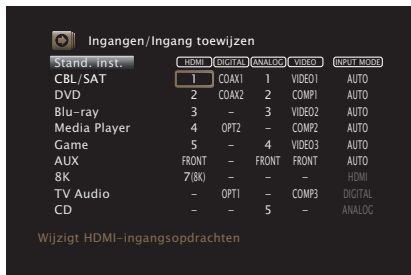 Ingangen/Ingang toewijzen
Stand. inst. HDMI DIGITAL ANALOG VIDEO INPUT MODE
CBL/SAT 1 COAX1 1 VIDEO1 AUTO
DVD 2 COAX2 2 COMP1 AUTO
Blu-ray 3 – 3 VIDEO2 AUTO
Media Player 4 OPT2 – COMP2 AUTO
Game 5 – 4 VIDEO3 AUTO
AUX FRONT – FRONT FRONT AUTO
8K 7(8K) – – – HDMI
TV Audio – OPT1 – COMP3 DIGITAL
CD – – 5 – ANALOG
Wijzigt HDMI-ingangsopdrachten